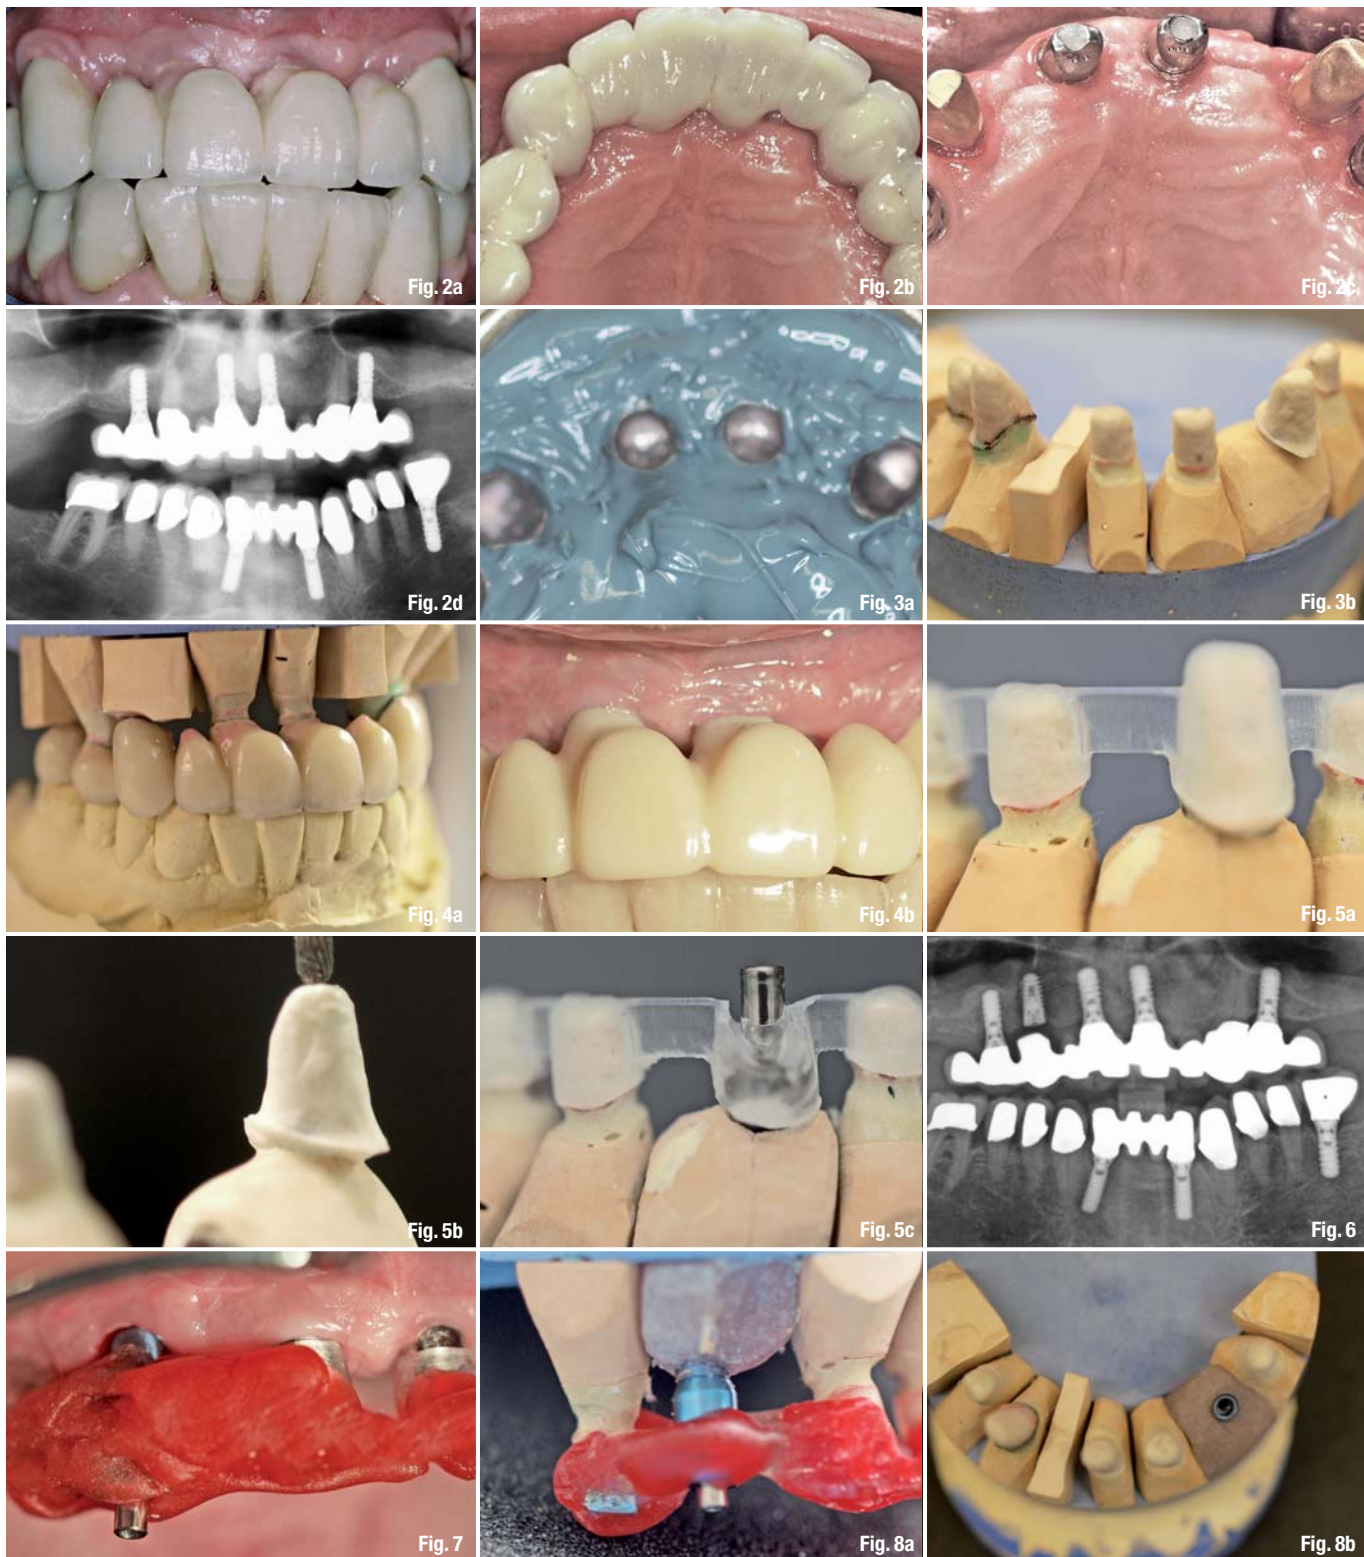 Fig. 2a
Fig. 2b
Fig. 2c
Fig. 2d
Fig. 3a
Fig. 3b
Fig. 4a
Fig. 4b
Fig. 5a
Fig. 5b
Fig. 5c
Fig. 6
Fig. 7
Fig. 8a
Fig. 8b